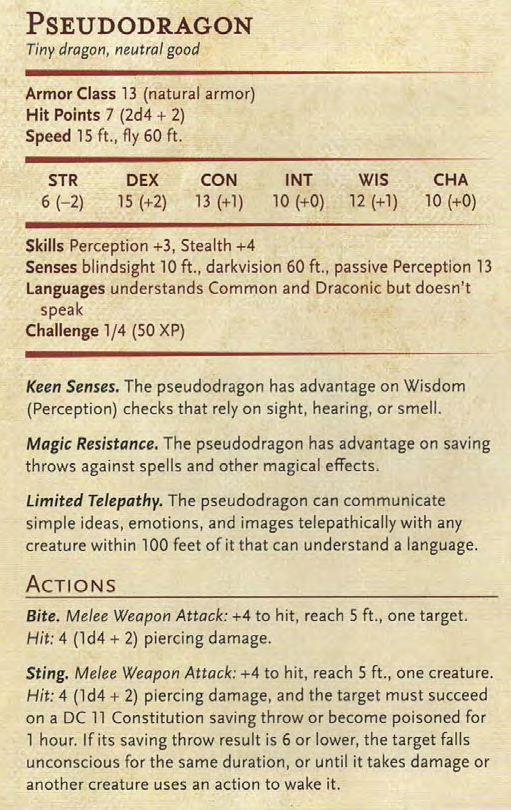 PSEUDODRAGON
Tiny dragon, neutral good
Armor Class 13 (natural armor)
Hit Points 7 (2d4 + 2)
Speed 15 ft., fly 60 ft.
STR DEX CON INT WIS CHA
6 (–2) 15 (+2) 13 (+1) 10 (+0) 12 (+1) 10 (+0)
Skills Perception +3, Stealth +4
Senses blindsight 10 ft., darkvision 60 ft., passive Perception 13
Languages understands Common and Draconic but doesn't
speak
Challenge 1/4 (50 XP)
Keen Senses. The pseudodragon has advantage on Wisdom
(Perception) checks that rely on sight, hearing, or smell.
Magic Resistance. The pseudodragon has advantage on saving
throws against spells and other magical effects.
Limited Telepathy. The pseudodragon can communicate
simple ideas, emotions, and images telepathically with any
creature within 100 feet of it that can understand a language.
ACTIONS
Bite. Melee Weapon Attack: +4 to hit, reach 5 ft., one target.
Hit: 4 (1d4 + 2) piercing damage.
Sting. Melee Weapon Attack: +4 to hit, reach 5 ft., one creature.
Hit: 4 (1d4 + 2) piercing damage, and the target must succeed
on a DC 11 Constitution saving throw or become poisoned for
1 hour. If its saving throw result is 6 or lower, the target falls
unconscious for the same duration, or until it takes damage or
another creature uses an action to wake it.